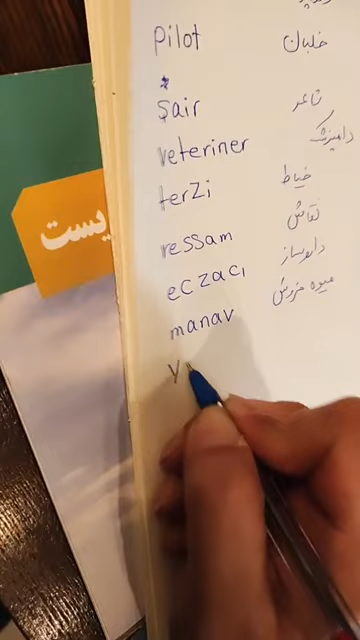 pilot خلبان
şair شاعر
veteriner دامپزشک
terzi خیاط
ressam نقاش
eczacı داروساز
manav میوه فروش
y
یست